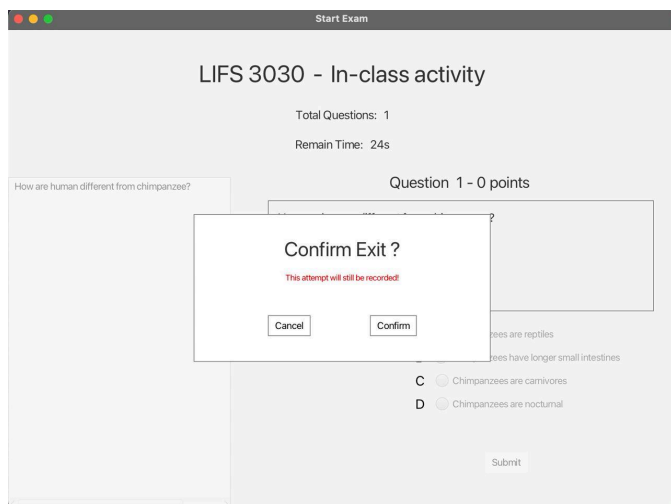 Start Exam
LIFS 3030 - In-class activity
Total Questions: 1
Remain Time: 24s
How are human different from chimpanzee?
Question 1 - 0 points
?
Confirm Exit ?
This attempt will still be recorded!
Cancel
Confirm
are reptiles
have longer small intestines
C Chimpanzees are carnivores
D Chimpanzees are nocturnal
Submit